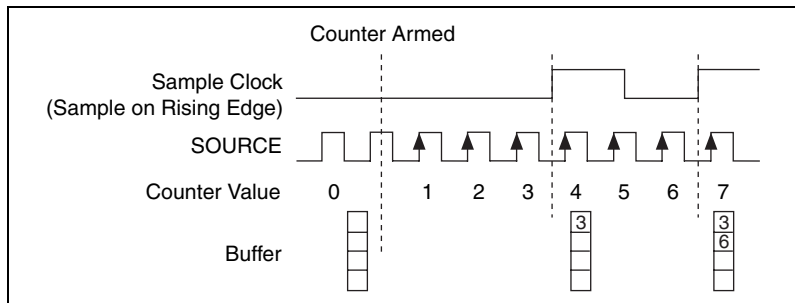 Counter Armed
Sample Clock
(Sample on Rising Edge)
SOURCE
Counter Value 0 1 2 3 4 5 6 7
Buffer 3 3
6